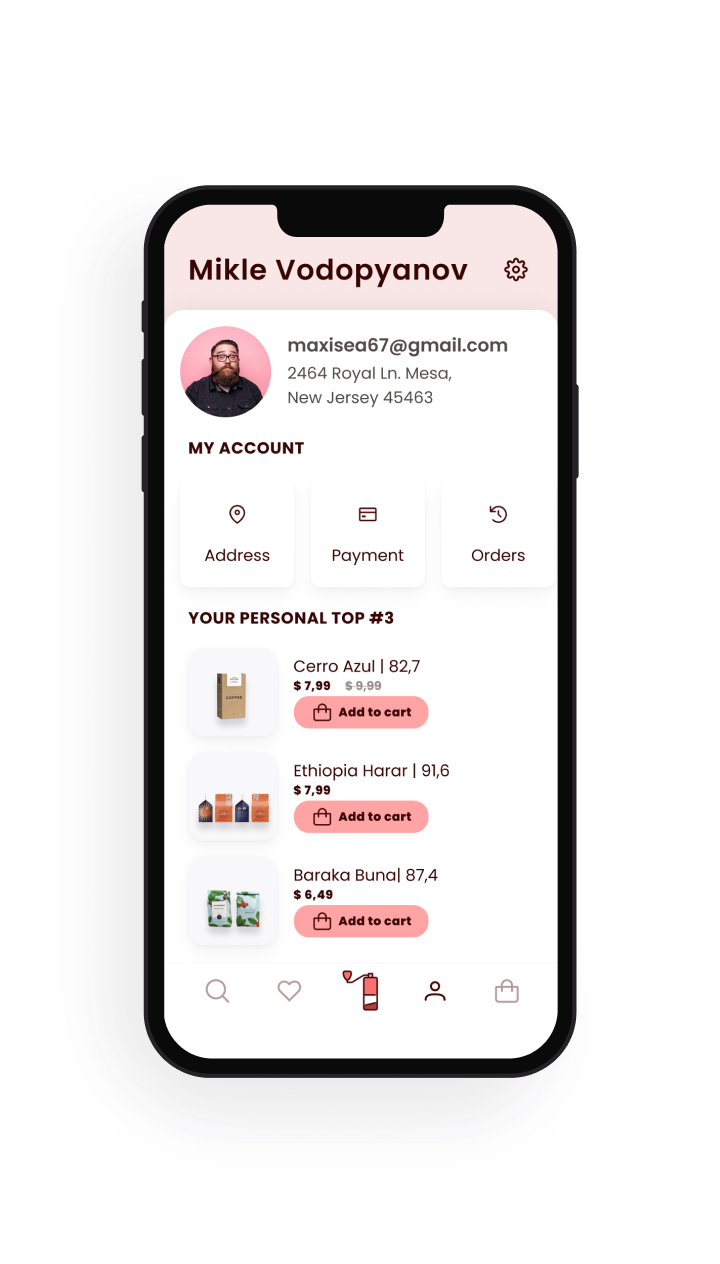 Mikle Vodopyanov
maxisea67@gmail.com
2464 Royal Ln. Mesa,
New Jersey 45463
MY ACCOUNT
Address
Payment
Orders
YOUR PERSONAL TOP #3
COFFEE
Cerro Azul | 82,7
$ 7,99 $ 9,99
Add to cart
Ethiopia Harar | 91,6
$ 7,99
Add to cart
Baraka Buna| 87,4
$ 6,49
Add to cart